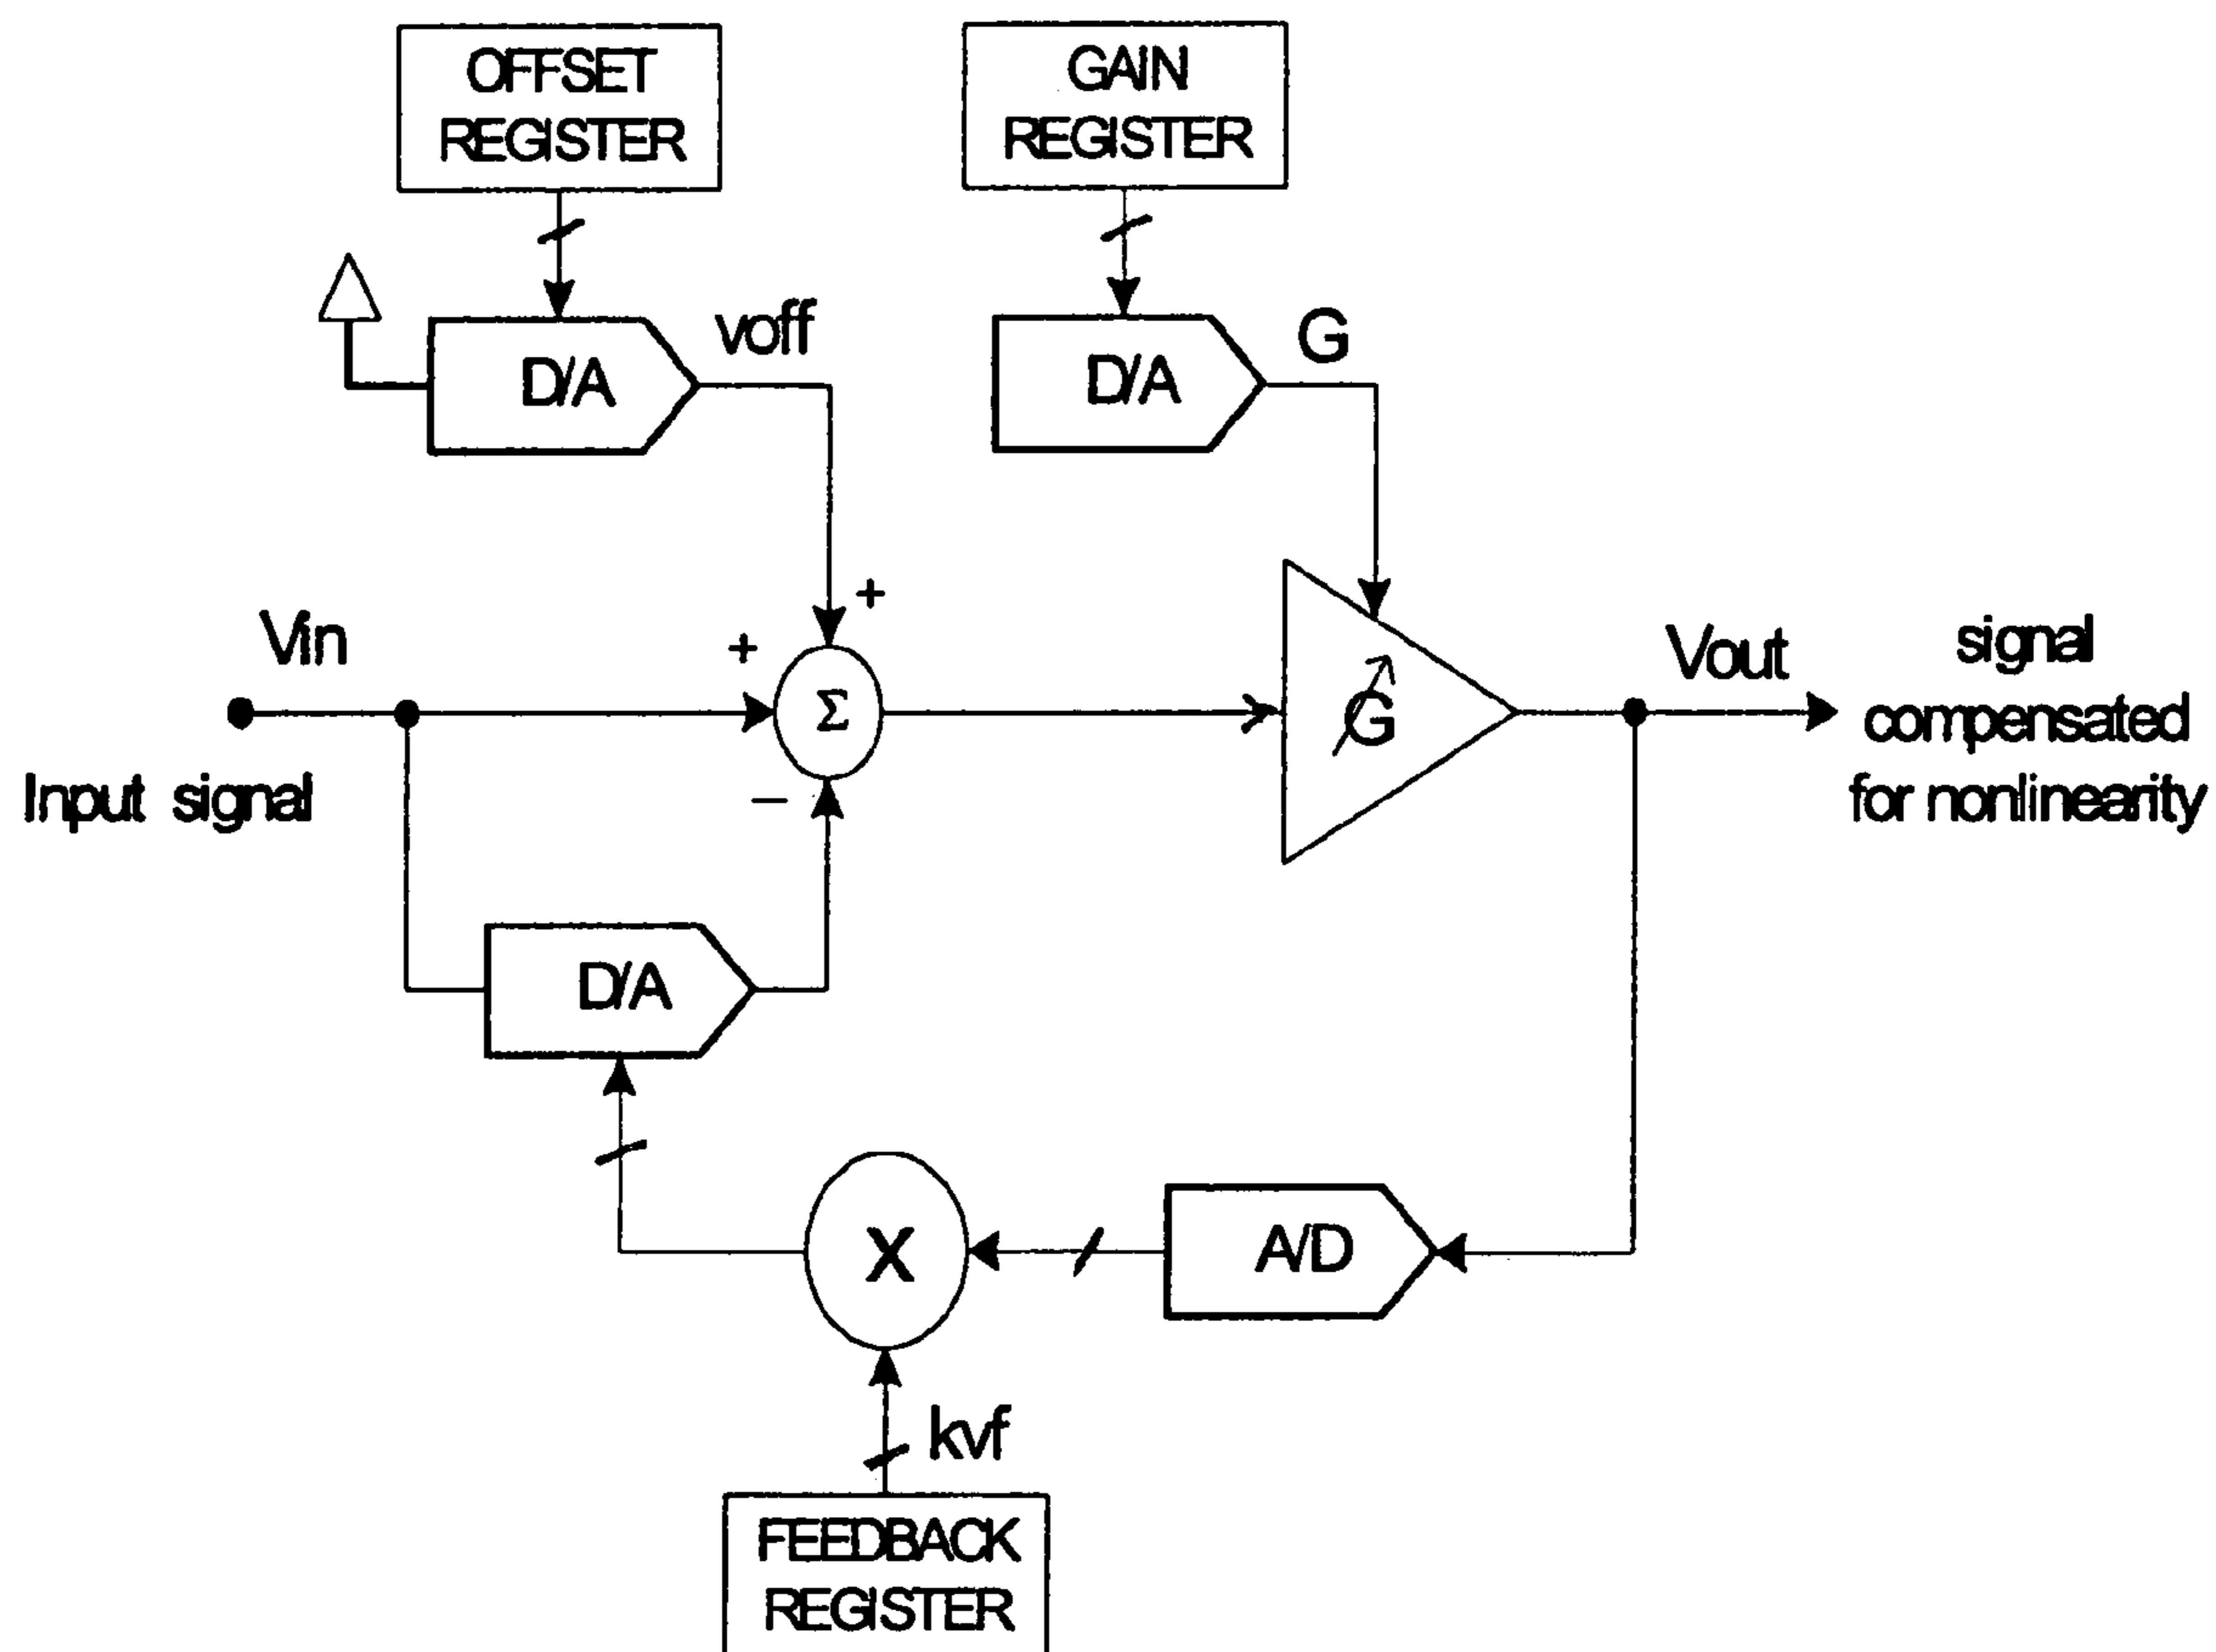 OFFSET
REGISTER
GAIN
REGISTER
D/A
voff
D/A
G
+
Vin
+
Σ
G
Vout
signal
compensated
for nonlinearity
Input signal
−
D/A
X
A/D
kvf
FEEDBACK
REGISTER